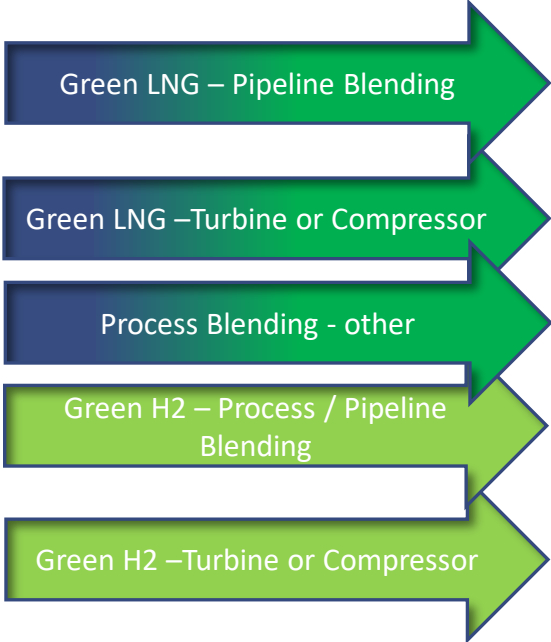 Green LNG – Pipeline Blending
Green LNG –Turbine or Compressor
Process Blending - other
Green H2 – Process / Pipeline
Blending
Green H2 –Turbine or Compressor